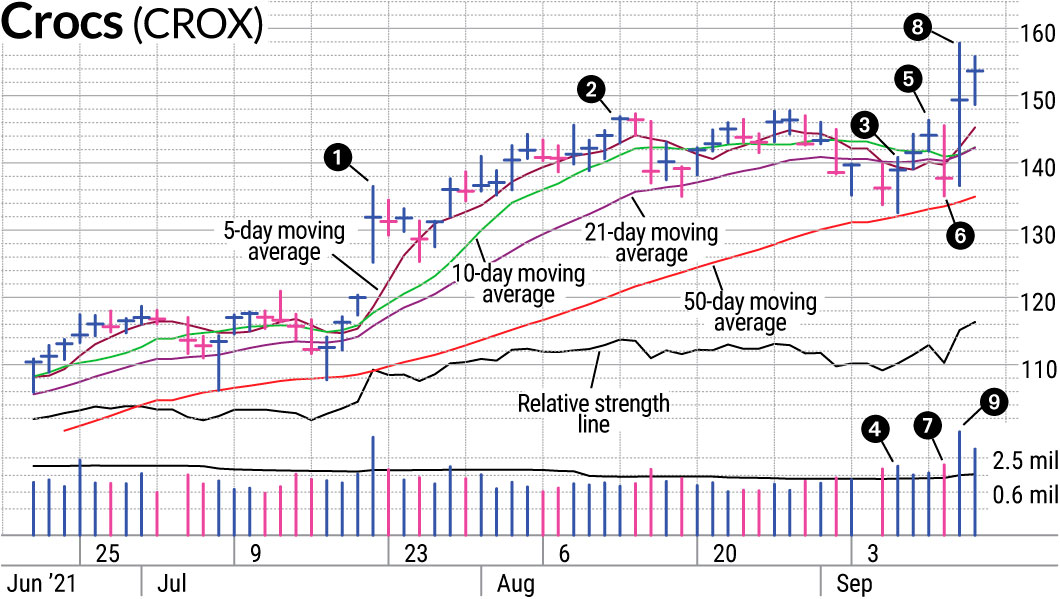 Crocs (CROX)
160
8
5
150
2
3
1
140
5-day moving
average
21-day moving
average
6
130
10-day moving
average
50-day moving
average
120
110
Relative strength
line
9
4
7
2.5 mil
0.6 mil
25
9
23
6
20
3
Jun ’21
Jul
Aug
Sep